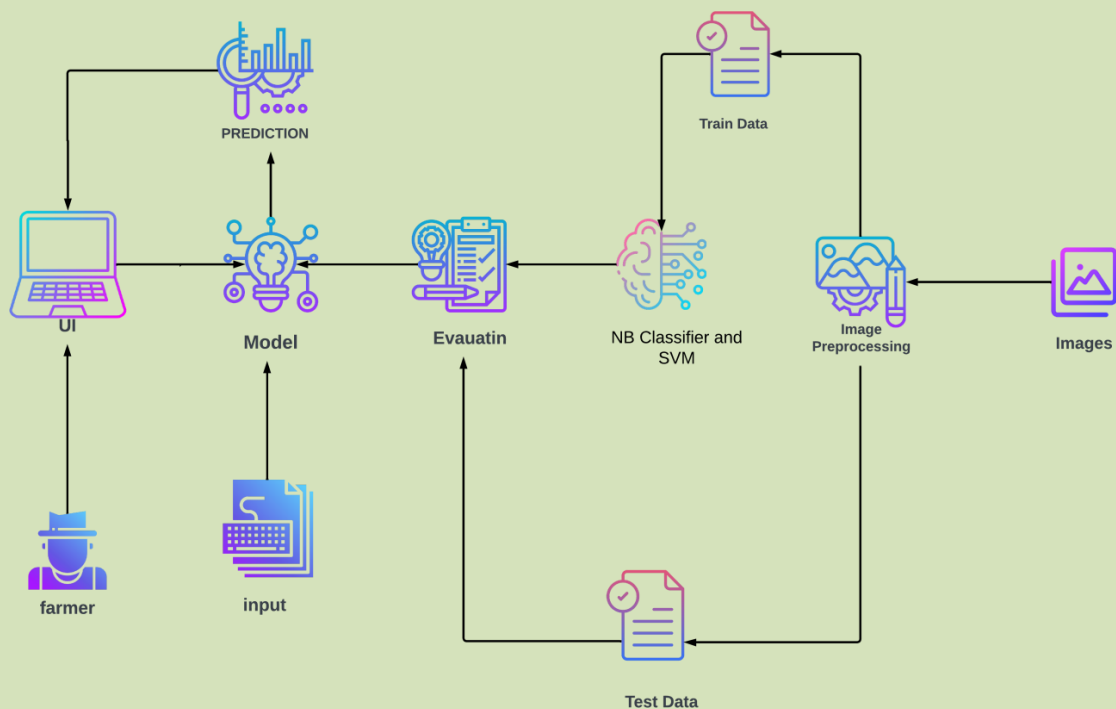 Train Data
PREDICTION
UI
Model
Evauatin
NB Classifier and
SVM
Image
Preprocessing
Images
farmer
input
Test Data